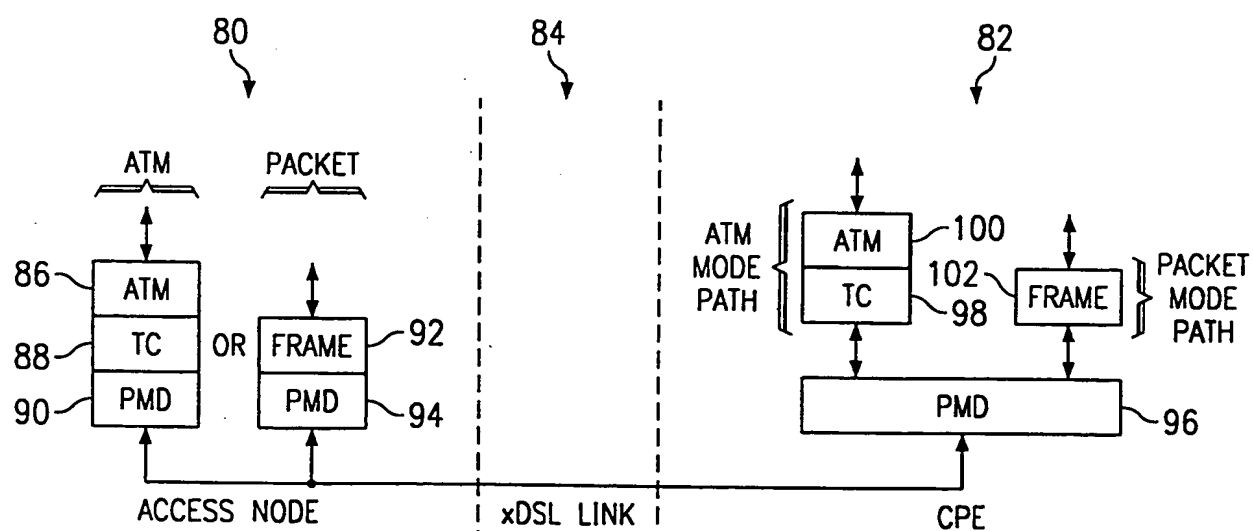 80
84
82
ATM
PACKET
86
ATM
88
TC
90
PMD
OR
FRAME
92
PMD
94
ATM
MODE
PATH
ATM
100
TC
98
102
FRAME
PACKET
MODE
PATH
PMD
96
ACCESS NODE
xDSL LINK
CPE